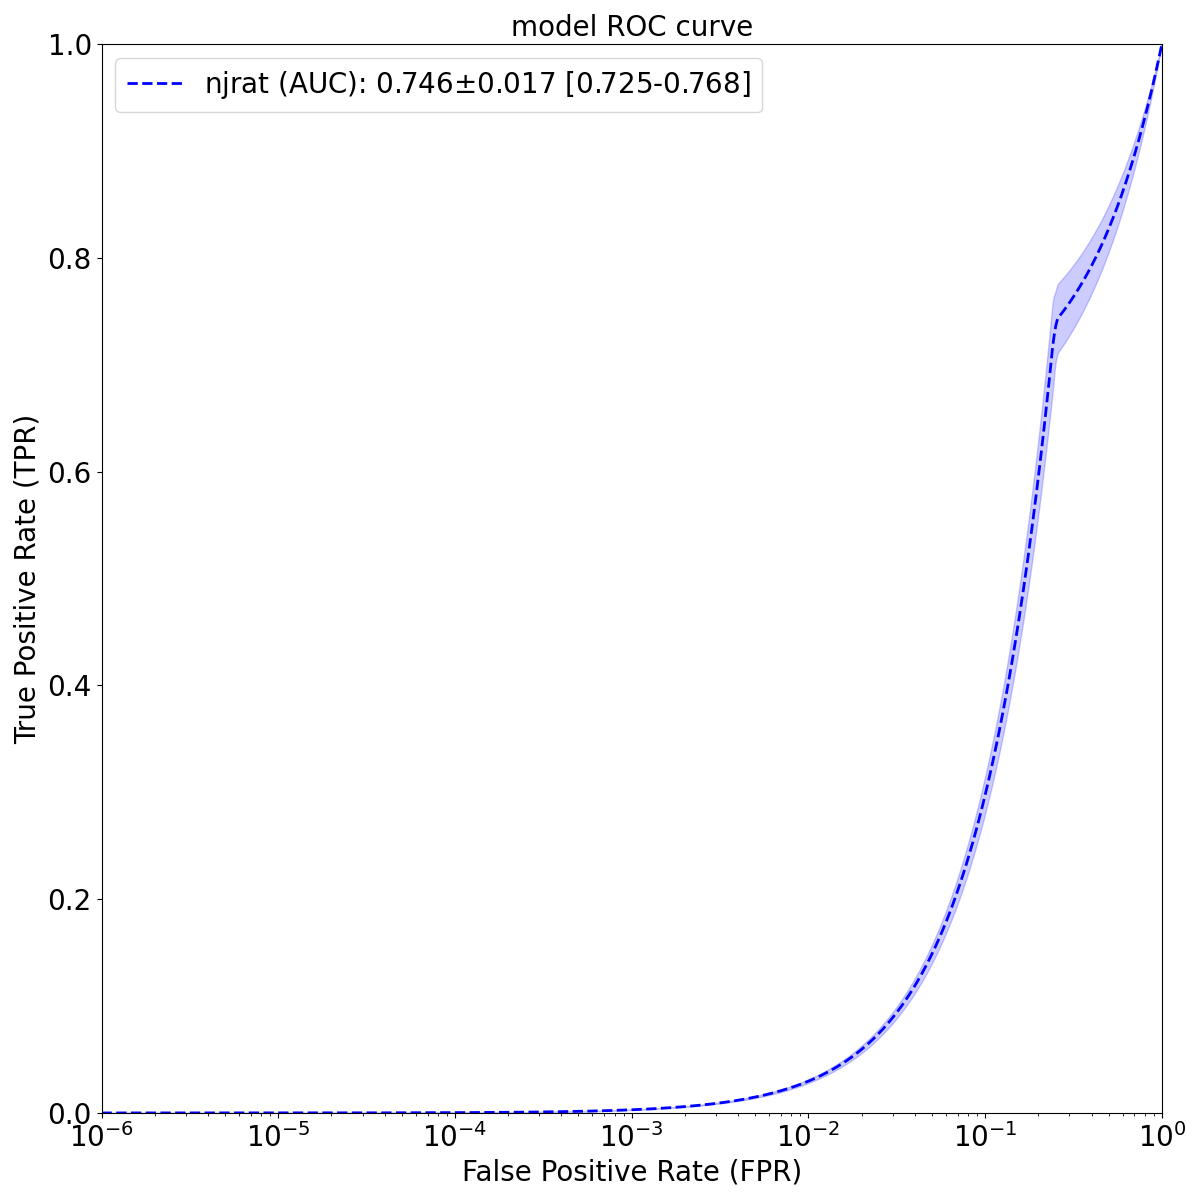 model ROC curve
njrat (AUC): 0.746±0.017 [0.725-0.768]
True Positive Rate (TPR)
1.0
0.8
0.6
0.4
0.2
0.0
10⁻⁶ 10⁻⁵ 10⁻⁴ 10⁻³ 10⁻² 10⁻¹ 10⁰
False Positive Rate (FPR)